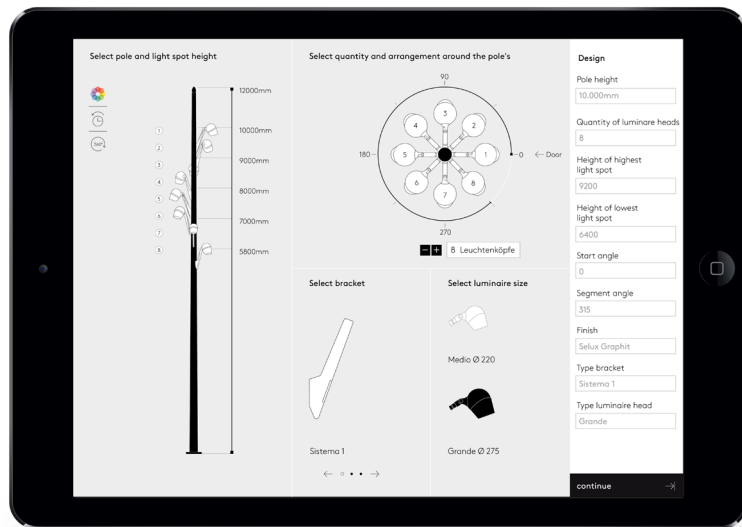 Select pole and light spot height
360°
1
2
3
4
5
6
7
8
12000mm
10000mm
9000mm
8000mm
7000mm
5800mm
Select quantity and arrangement around the pole's
90
180
0
← Door
270
1
2
3
4
5
6
7
8
− + 8 Leuchtenköpfe
Select bracket
Sistema 1
← →
Select luminaire size
Medio Ø 220
Grande Ø 275
Design
Pole height
10.000mm
Quantity of luminare heads
8
Height of highest
light spot
9200
Height of lowest
light spot
6400
Start angle
0
Segment angle
315
Finish
Selux Graphit
Type bracket
Sistema 1
Type luminaire head
Grande
continue →